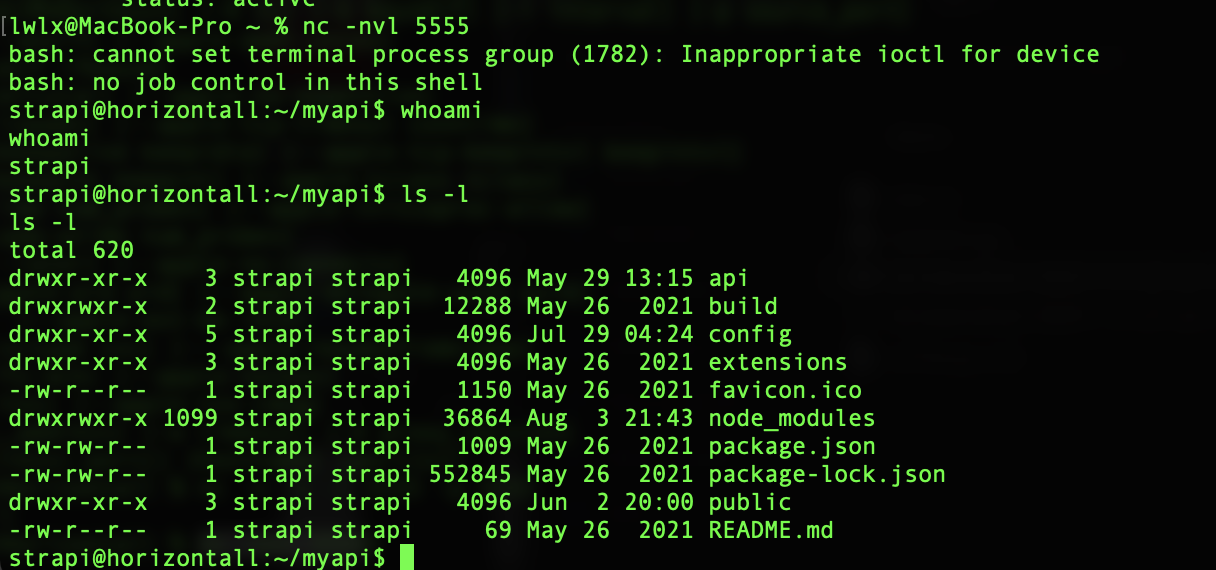 status: active
[lwlx@MacBook-Pro ~ % nc -nvl 5555
bash: cannot set terminal process group (1782): Inappropriate ioctl for device
bash: no job control in this shell
strapi@horizontall:~/myapi$ whoami
whoami
strapi
strapi@horizontall:~/myapi$ ls -l
ls -l
total 620
drwxr-xr-x    3 strapi strapi   4096 May 29 13:15 api
drwxrwxr-x    2 strapi strapi  12288 May 26  2021 build
drwxr-xr-x    5 strapi strapi   4096 Jul 29 04:24 config
drwxr-xr-x    3 strapi strapi   4096 May 26  2021 extensions
-rw-r--r--    1 strapi strapi   1150 May 26  2021 favicon.ico
drwxrwxr-x 1099 strapi strapi  36864 Aug  3 21:43 node_modules
-rw-rw-r--    1 strapi strapi   1009 May 26  2021 package.json
-rw-rw-r--    1 strapi strapi 552845 May 26  2021 package-lock.json
drwxr-xr-x    3 strapi strapi   4096 Jun  2 20:00 public
-rw-r--r--    1 strapi strapi     69 May 26  2021 README.md
strapi@horizontall:~/myapi$